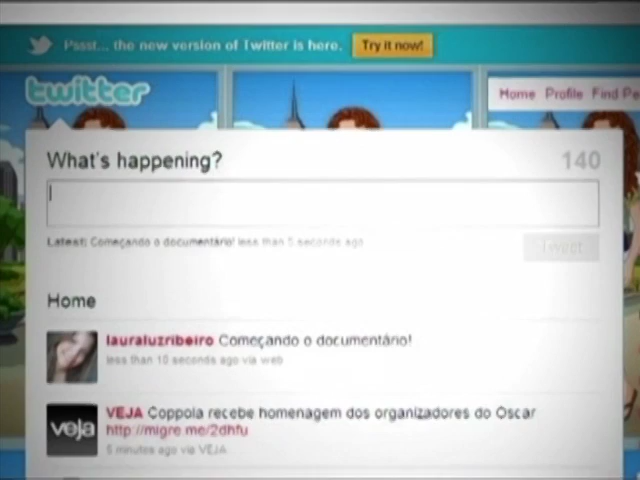 Pssst... the new version of Twitter is here. Try it now!
twitter
Home Profile Find Pe
What's happening? 140
Latest: Começando o documentário! less than 5 seconds ago
Tweet
Home
lauraluzribeiro Começando o documentário!
less than 10 seconds ago via web
VEJA Coppola recebe homenagem dos organizadores do Oscar
veja
http://migre.me/2dhfu
5 minutes ago via VEJA